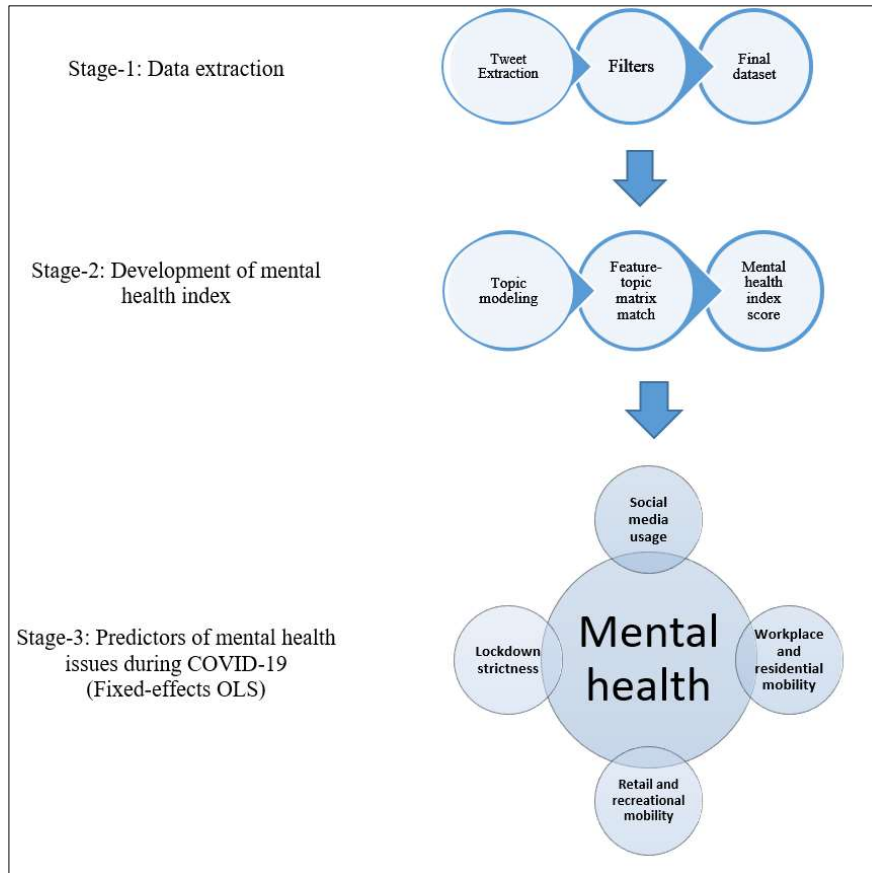 Stage-1: Data extraction
Tweet
Extraction
Filters
Final
dataset
Stage-2: Development of mental
health index
Topic
modeling
Feature-
topic
matrix
match
Mental
health
index
score
Stage-3: Predictors of mental health
issues during COVID-19
(Fixed-effects OLS)
Social
media
usage
Lockdown
strictness
Mental
health
Workplace
and
residential
mobility
Retail and
recreational
mobility